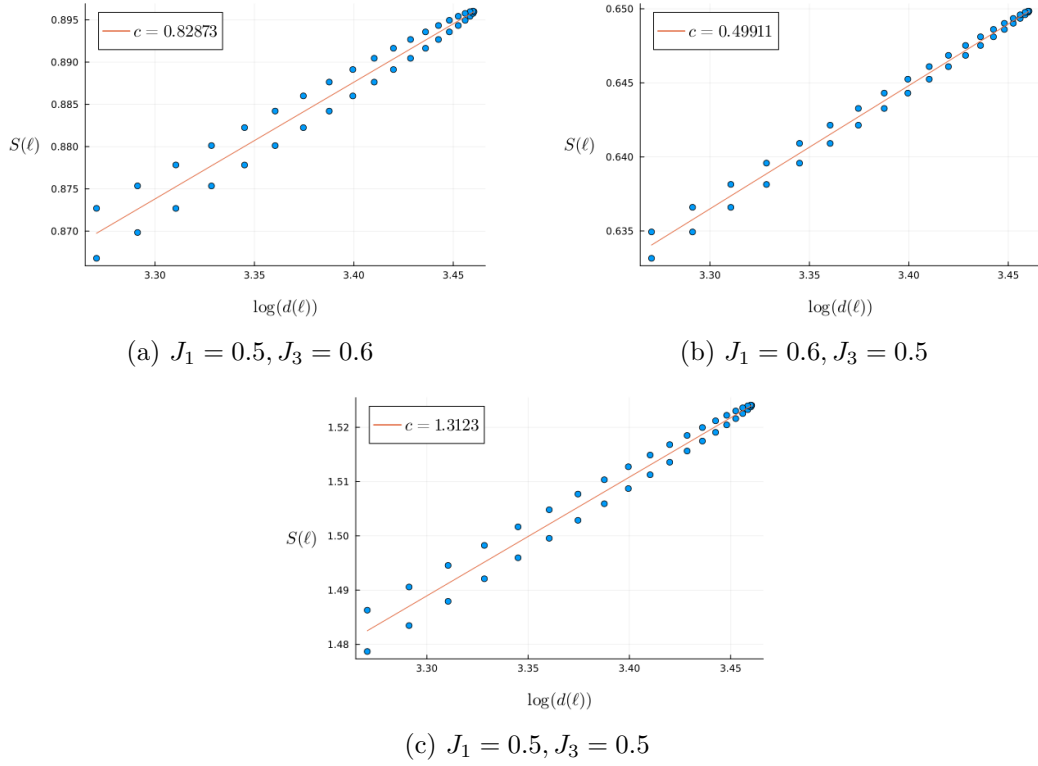 0.895
0.890
0.885
0.880
0.875
0.870
S(ℓ)
c = 0.82873
3.30
3.35
3.40
3.45
log(d(ℓ))
(a) J₁ = 0.5, J₃ = 0.6
0.650
0.645
0.640
0.635
S(ℓ)
c = 0.49911
3.30
3.35
3.40
3.45
log(d(ℓ))
(b) J₁ = 0.6, J₃ = 0.5
1.52
1.51
1.50
1.49
1.48
S(ℓ)
c = 1.3123
3.30
3.35
3.40
3.45
log(d(ℓ))
(c) J₁ = 0.5, J₃ = 0.5